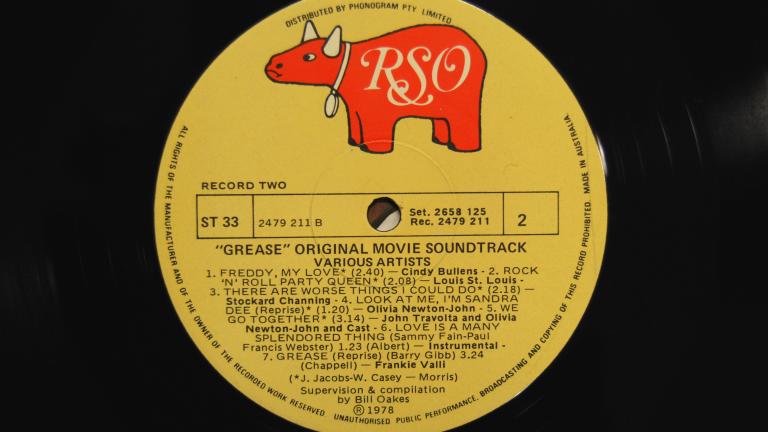 DISTRIBUTED BY PHONOGRAM PTY LIMITED
RSO
RECORD TWO
ST 33
2479 211 B
Set. 2658 125
Rec. 2479 211
2
"GREASE" ORIGINAL MOVIE SOUNDTRACK
VARIOUS ARTISTS
1. FREDDY, MY LOVE* (2.40) — Cindy Bullens - 2. ROCK
'N' ROLL PARTY QUEEN* (2.08) — Louis St. Louis -
3. THERE ARE WORSE THINGS I COULD DO* (2.18) —
Stockard Channing - 4. LOOK AT ME, I'M SANDRA
DEE (Reprise)* (1.20) — Olivia Newton-John - 5. WE
GO TOGETHER* (3.14) — John Travolta and Olivia
Newton-John and Cast - 6. LOVE IS A MANY
SPLENDORED THING (Sammy Fain-Paul
Francis Webster) 1.23 (Albert) — Instrumental -
7. GREASE (Reprise) (Barry Gibb) 3.24
(Chappell) — Frankie Valli
(*J. Jacobs-W. Casey — Morris)
Supervision & compilation
by Bill Oakes
℗ 1978
ALL RIGHTS OF THE MANUFACTURER AND OF THE OWNER OF THE RECORDED WORK RESERVED UNAUTHORISED PUBLIC PERFORMANCE, BROADCASTING AND COPYING OF THIS RECORD PROHIBITED. MADE IN AUSTRALIA.